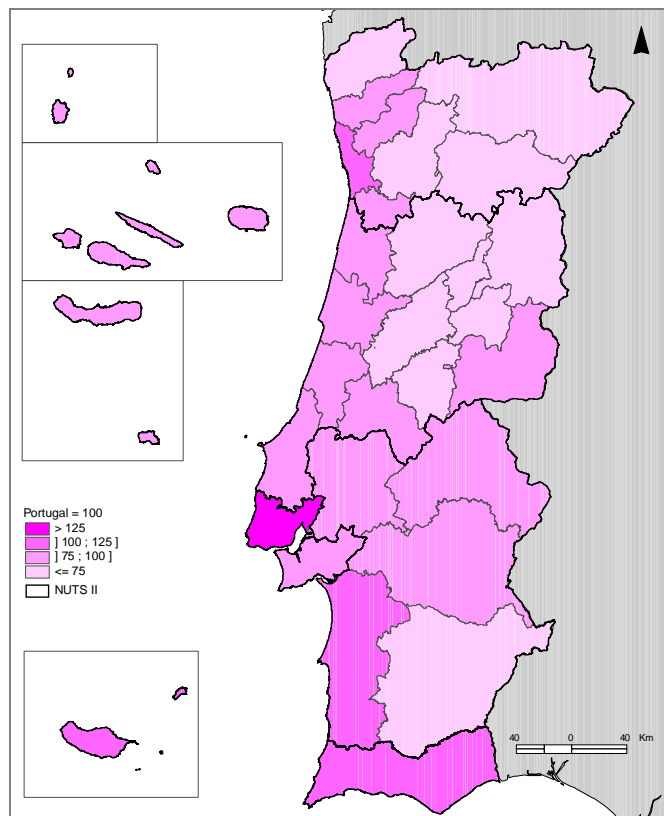 Portugal = 100
> 125
] 100 ; 125 ]
] 75 ; 100 ]
<= 75
NUTS II
40 0 40 Km